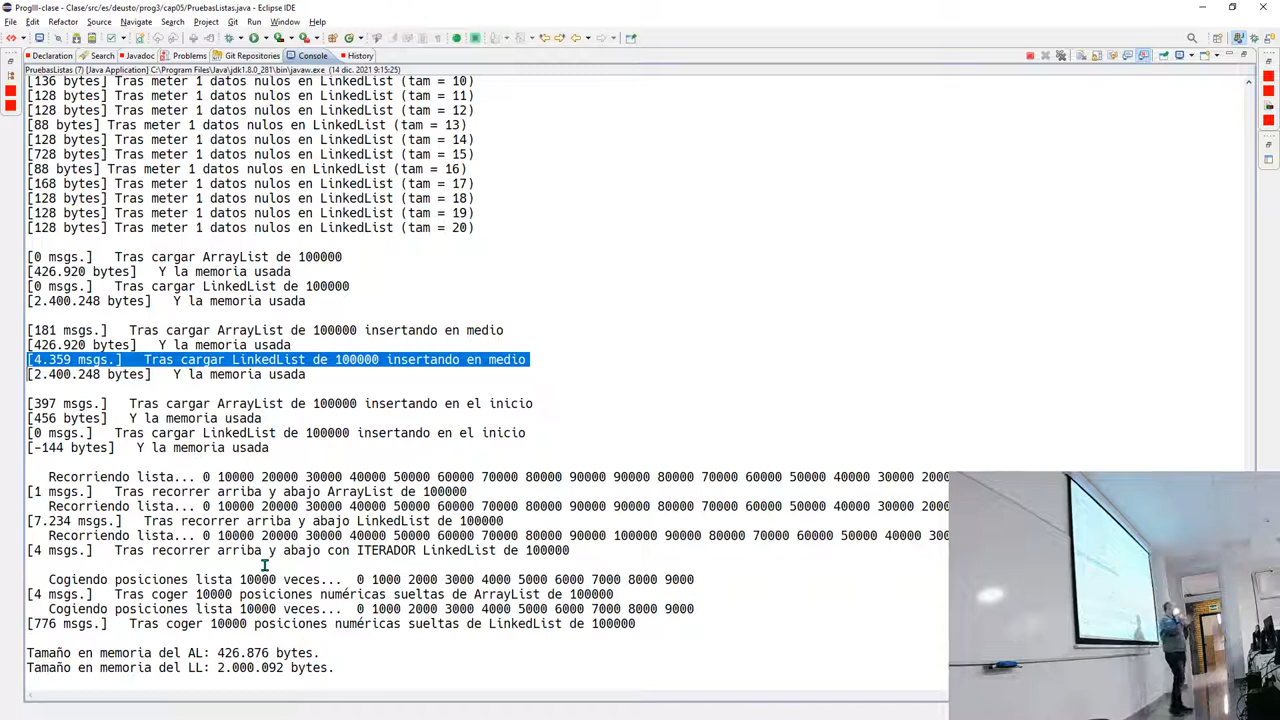 ProgIII-clase - Clase/src/es/deusto/prog3/cap05/PruebasListas.java - Eclipse IDE
File Edit Refactor Source Navigate Search Project Git Run Window Help
Declaration Search Javadoc Problems Git Repositories Console History
PruebasListas (7) [Java Application] C:\Program Files\Java\jdk1.8.0_281\bin\javaw.exe (14 dic. 2021 9:15:25)
[136 bytes] Tras meter 1 datos nulos en LinkedList (tam = 10)
[128 bytes] Tras meter 1 datos nulos en LinkedList (tam = 11)
[128 bytes] Tras meter 1 datos nulos en LinkedList (tam = 12)
[88 bytes] Tras meter 1 datos nulos en LinkedList (tam = 13)
[128 bytes] Tras meter 1 datos nulos en LinkedList (tam = 14)
[728 bytes] Tras meter 1 datos nulos en LinkedList (tam = 15)
[88 bytes] Tras meter 1 datos nulos en LinkedList (tam = 16)
[168 bytes] Tras meter 1 datos nulos en LinkedList (tam = 17)
[128 bytes] Tras meter 1 datos nulos en LinkedList (tam = 18)
[128 bytes] Tras meter 1 datos nulos en LinkedList (tam = 19)
[128 bytes] Tras meter 1 datos nulos en LinkedList (tam = 20)
[0 msgs.] Tras cargar ArrayList de 100000
[426.920 bytes] Y la memoria usada
[0 msgs.] Tras cargar LinkedList de 100000
[2.400.248 bytes] Y la memoria usada
[181 msgs.] Tras cargar ArrayList de 100000 insertando en medio
[426.920 bytes] Y la memoria usada
[4.359 msgs.] Tras cargar LinkedList de 100000 insertando en medio
[2.400.248 bytes] Y la memoria usada
[397 msgs.] Tras cargar ArrayList de 100000 insertando en el inicio
[456 bytes] Y la memoria usada
[0 msgs.] Tras cargar LinkedList de 100000 insertando en el inicio
[-144 bytes] Y la memoria usada
Recorriendo lista... 0 10000 20000 30000 40000 50000 60000 70000 80000 90000 90000 80000 70000 60000 50000 40000 30000 200
[1 msgs.] Tras recorrer arriba y abajo ArrayList de 100000
Recorriendo lista... 0 10000 20000 30000 40000 50000 60000 70000 80000 90000 90000 80000 70000 60000 50000 40000 30000 200
[7.234 msgs.] Tras recorrer arriba y abajo LinkedList de 100000
Recorriendo lista... 0 10000 20000 30000 40000 50000 60000 70000 80000 90000 100000 90000 80000 70000 60000 50000 40000 30
[4 msgs.] Tras recorrer arriba y abajo con ITERADOR LinkedList de 100000
Cogiendo posiciones lista 10000 veces... 0 1000 2000 3000 4000 5000 6000 7000 8000 9000
[4 msgs.] Tras coger 10000 posiciones numéricas sueltas de ArrayList de 100000
Cogiendo posiciones lista 10000 veces... 0 1000 2000 3000 4000 5000 6000 7000 8000 9000
[776 msgs.] Tras coger 10000 posiciones numéricas sueltas de LinkedList de 100000
Tamaño en memoria del AL: 426.876 bytes.
Tamaño en memoria del LL: 2.000.092 bytes.